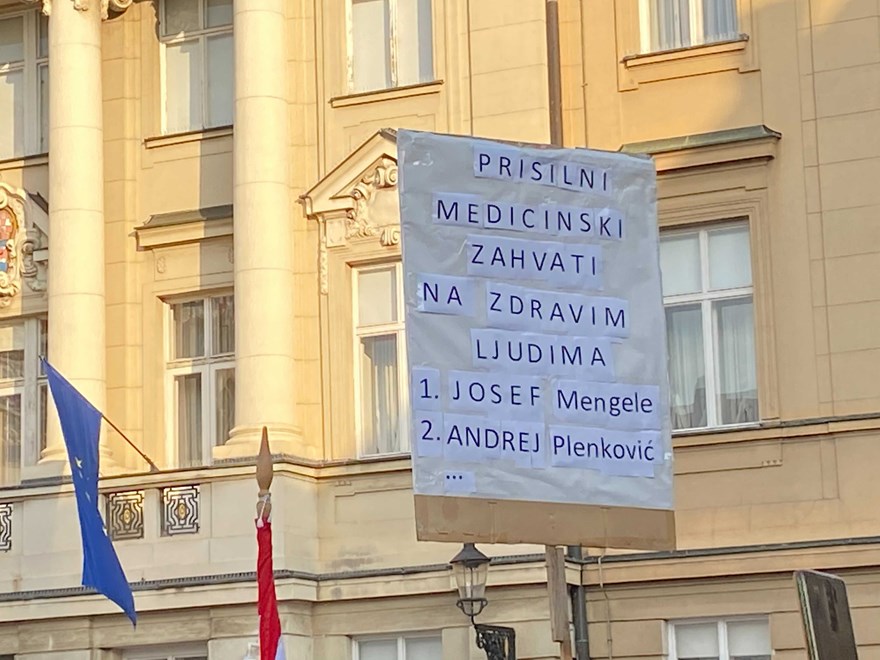 PRISILNI
MEDICINSKI
ZAHVATI
NA ZDRAVIM
LJUDIMA
1. JOSEF Mengele
2. ANDREJ Plenković
...